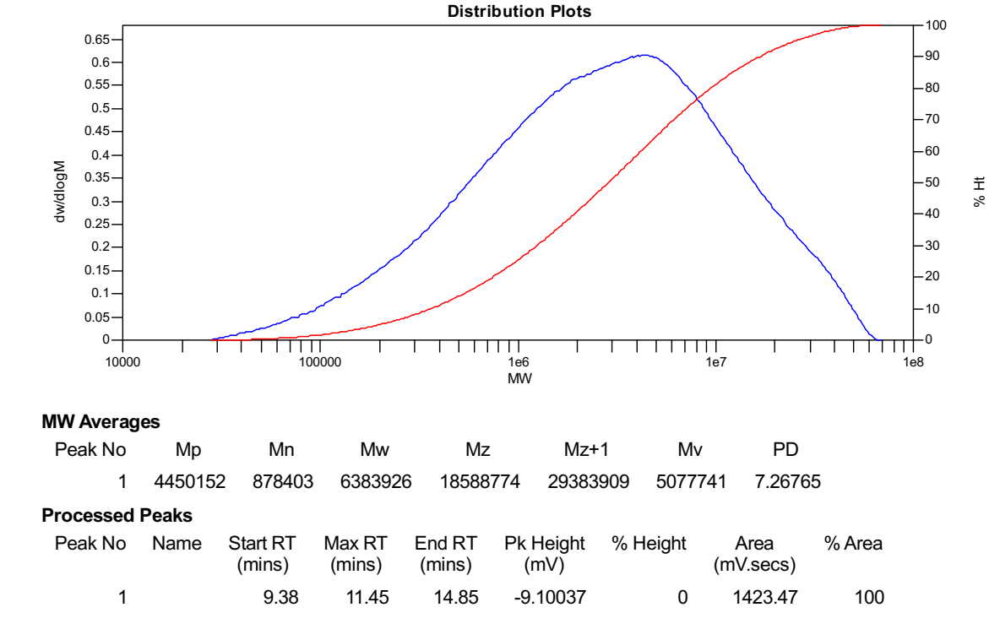 Distribution Plots
0.65
0.6
0.55
0.5
0.45
0.4
0.35
0.3
0.25
0.2
0.15
0.1
0.05
0
dw/dlogM
100
90
80
70
60
50
40
30
20
10
0
% Ht
10000 100000 1e6 1e7 1e8
MW
MW Averages
Peak No Mp Mn Mw Mz Mz+1 Mv PD
1 4450152 878403 6383926 18588774 29383909 5077741 7.26765
Processed Peaks
Peak No Name Start RT Max RT End RT Pk Height % Height Area % Area
(mins) (mins) (mins) (mV) (mV.secs)
1 9.38 11.45 14.85 -9.10037 0 1423.47 100